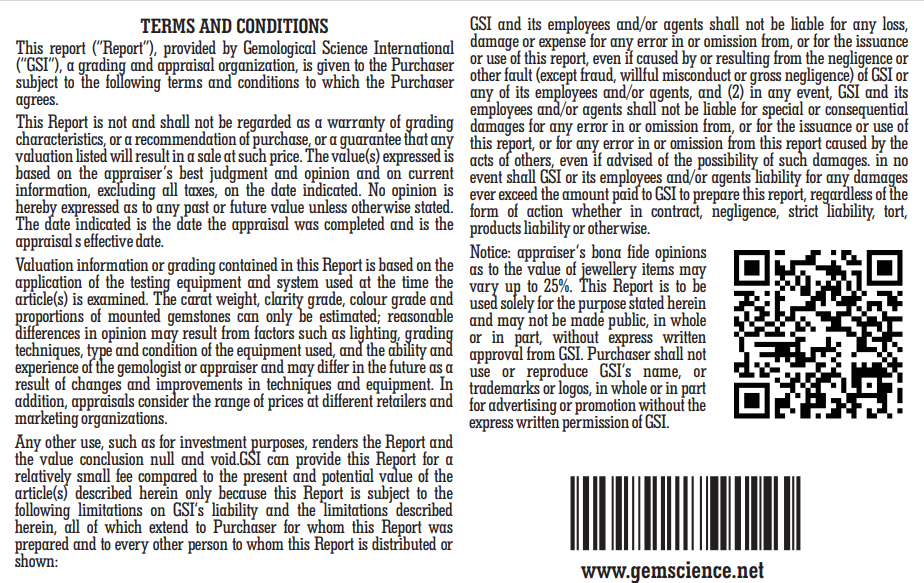 TERMS AND CONDITIONS
This report ("Report"), provided by Gemological Science International
("GSI"), a grading and appraisal organization, is given to the Purchaser
subject to the following terms and conditions to which the Purchaser
agrees.
This Report is not and shall not be regarded as a warranty of grading
characteristics, or a recommendation of purchase, or a guarantee that any
valuation listed will result in a sale at such price. The value(s) expressed is
based on the appraiser's best judgment and opinion and on current
information, excluding all taxes, on the date indicated. No opinion is
hereby expressed as to any past or future value unless otherwise stated.
The date indicated is the date the appraisal was completed and is the
appraisal s effective date.
Valuation information or grading contained in this Report is based on the
application of the testing equipment and system used at the time the
article(s) is examined. The carat weight, clarity grade, colour grade and
proportions of mounted gemstones can only be estimated; reasonable
differences in opinion may result from factors such as lighting, grading
techniques, type and condition of the equipment used, and the ability and
experience of the gemologist or appraiser and may differ in the future as a
result of changes and improvements in techniques and equipment. In
addition, appraisals consider the range of prices at different retailers and
marketing organizations.
Any other use, such as for investment purposes, renders the Report and
the value conclusion null and void.GSI can provide this Report for a
relatively small fee compared to the present and potential value of the
article(s) described herein only because this Report is subject to the
following limitations on GSI's liability and the limitations described
herein, all of which extend to Purchaser for whom this Report was
prepared and to every other person to whom this Report is distributed or
shown:
GSI and its employees and/or agents shall not be liable for any loss,
damage or expense for any error in or omission from, or for the issuance
or use of this report, even if caused by or resulting from the negligence or
other fault (except fraud, willful misconduct or gross negligence) of GSI or
any of its employees and/or agents, and (2) in any event, GSI and its
employees and/or agents shall not be liable for special or consequential
damages for any error in or omission from, or for the issuance or use of
this report, or for any error in or omission from this report caused by the
acts of others, even if advised of the possibility of such damages. in no
event shall GSI or its employees and/or agents liability for any damages
ever exceed the amount paid to GSI to prepare this report, regardless of the
form of action whether in contract, negligence, strict liability, tort,
products liability or otherwise.
Notice: appraiser's bona fide opinions
as to the value of jewellery items may
vary up to 25%. This Report is to be
used solely for the purpose stated herein
and may not be made public, in whole
or in part, without express written
approval from GSI. Purchaser shall not
use or reproduce GSI's name, or
trademarks or logos, in whole or in part
for advertising or promotion without the
express written permission of GSI.
www.gemscience.net